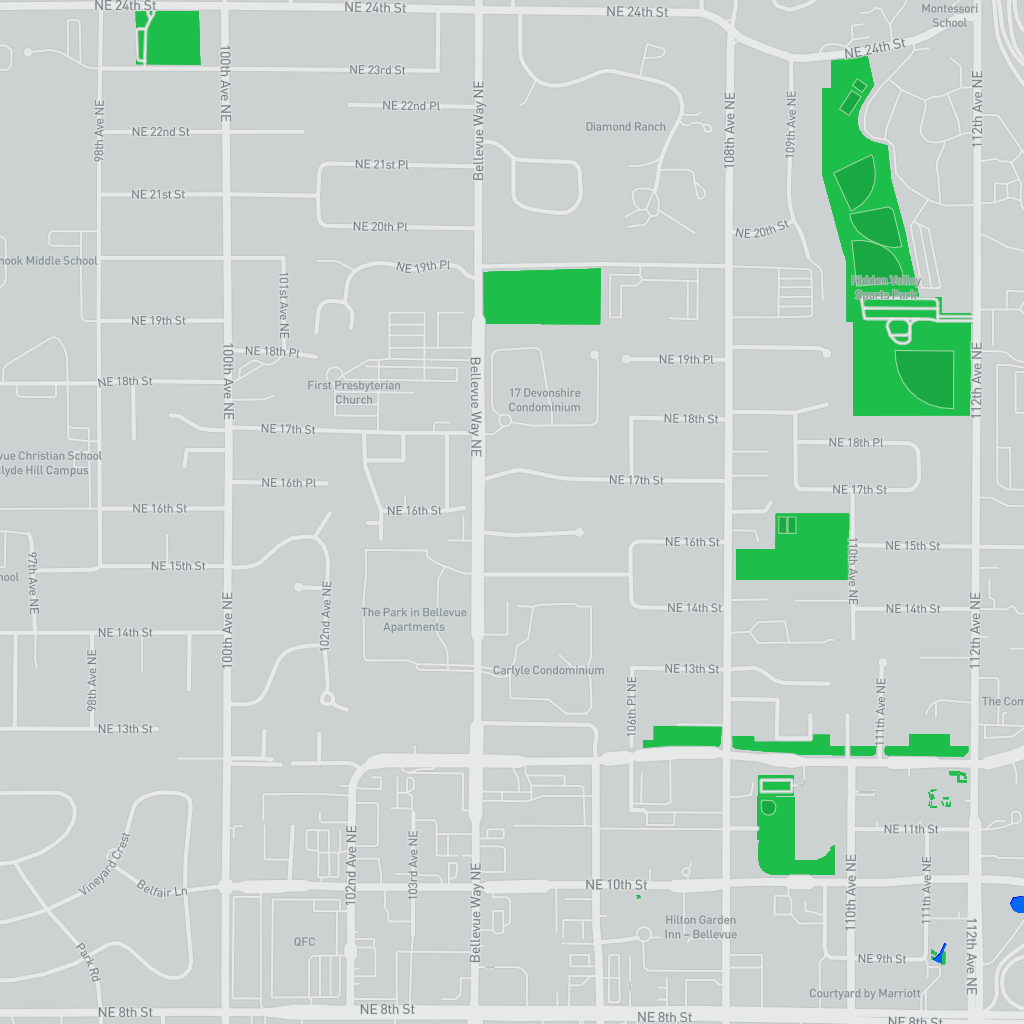 NE 24th St
NE 24th St
NE 24th St
Montessori
School
NE 24th St
100th Ave NE
NE 23rd St
Bellevue Way NE
108th Ave NE
109th Ave NE
112th Ave NE
98th Ave NE
NE 22nd Pl
NE 22nd St
Diamond Ranch
NE 21st Pl
NE 21st St
NE 20th Pl
NE 20th St
nook Middle School
NE 19th Pl
101st Ave NE
Hidden Valley
Sports Park
NE 19th St
NE 18th Pl
100th Ave NE
Bellevue Way NE
NE 19th Pl
112th Ave NE
NE 18th St
First Presbyterian
Church
17 Devonshire
Condominium
NE 18th St
NE 17th St
NE 18th Pl
vue Christian School
Clyde Hill Campus
NE 16th Pl
NE 17th St
NE 17th St
NE 16th St
NE 16th St
NE 16th St
110th Ave NE
NE 15th St
97th Ave NE
NE 15th St
hool
102nd Ave NE
100th Ave NE
The Park in Bellevue
Apartments
NE 14th St
NE 14th St
112th Ave NE
NE 14th St
98th Ave NE
Carlyle Condominium
NE 13th St
106th Pl NE
111th Ave NE
The Com
NE 13th St
102nd Ave NE
103rd Ave NE
NE 11th St
Vineyard Crest
Belfair Ln
Bellevue Way NE
NE 10th St
110th Ave NE
111th Ave NE
112th Ave NE
QFC
Hilton Garden
Inn – Bellevue
Park Rd
NE 9th St
Courtyard by Marriott
NE 8th St
NE 8th St
NE 8th St
NE 8th St